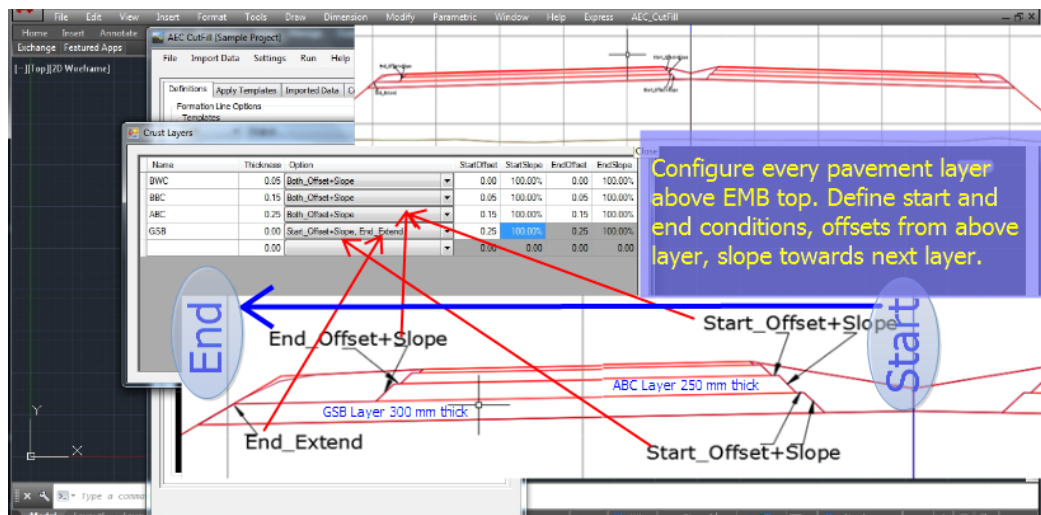 File Edit View Insert Format Tools Draw Dimension Modify Parametric Window Help Express AEC_CutFill
Home Insert Annotate
Exchange Featured Apps
[−][Top][2D Wireframe]
AEC CutFill [Sample Project]
File Import Data Settings Run Help
Definitions Apply Templates Imported Data
Formation Line Options
Templates
Crust Layers
Close
Name Thickness Option StartOffset StartSlope EndOffset EndSlope
BWC 0.05 Both_Offset+Slope 0.00 100.00% 0.00 100.00%
BBC 0.15 Both_Offset+Slope 0.05 100.00% 0.05 100.00%
ABC 0.25 Both_Offset+Slope 0.15 100.00% 0.15 100.00%
GSB 0.00 Start_Offset+Slope, End_Extend 0.25 100.00% 0.25 100.00%
0.00 0.00 0.00 0.00 0.00
Configure every pavement layer
above EMB top. Define start and
end conditions, offsets from above
layer, slope towards next layer.
End
Start
End_Offset+Slope
Start_Offset+Slope
ABC Layer 250 mm thick
GSB Layer 300 mm thick
End_Extend
Start_Offset+Slope
Y
X
Type a comma